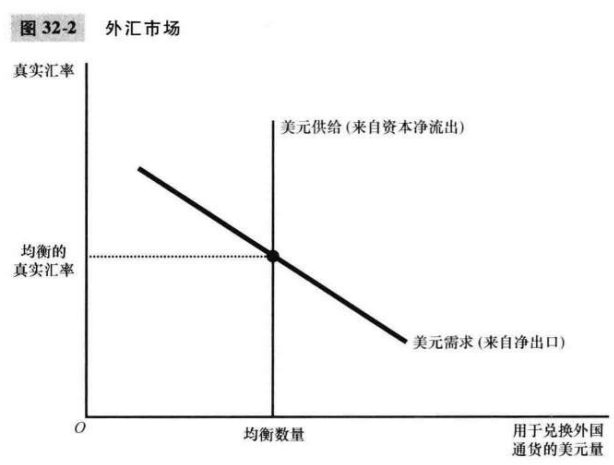 图 32-2 外汇市场
真实汇率
美元供给(来自资本净流出)
均衡的
真实汇率
美元需求(来自净出口)
O
均衡数量
用于兑换外国
通货的美元量